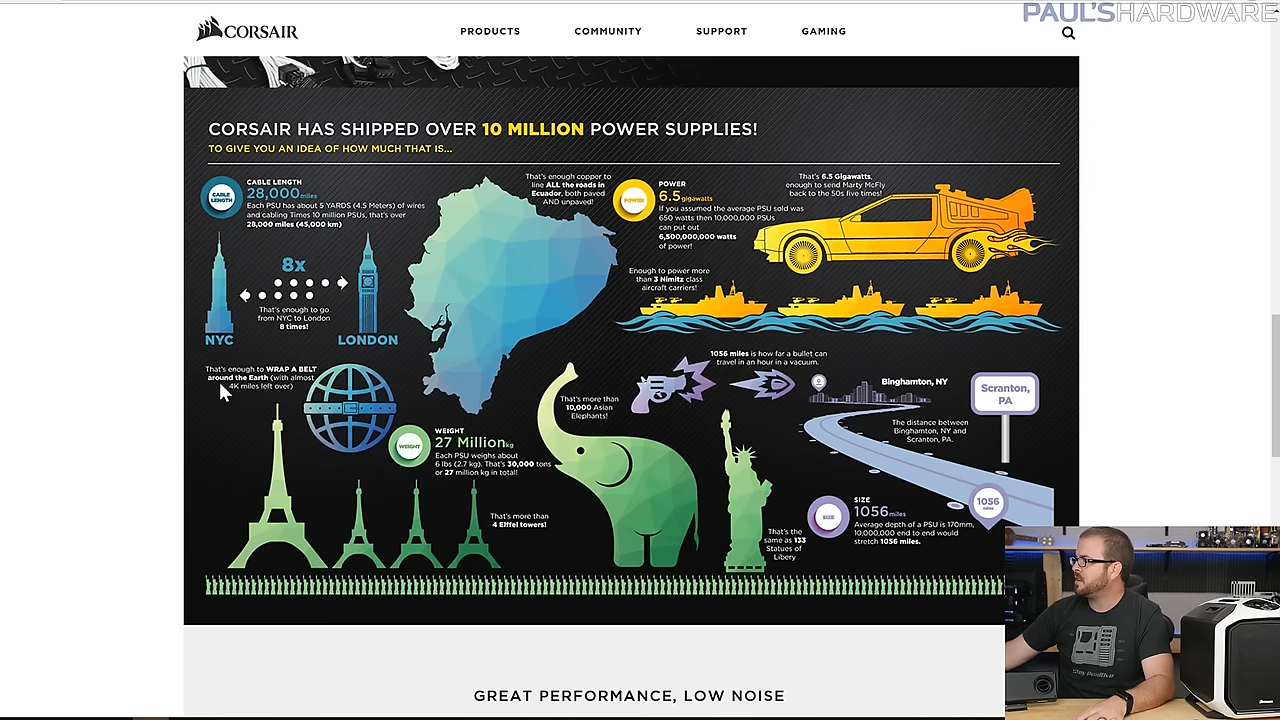 PAUL'S HARDWARE
CORSAIR
PRODUCTS
COMMUNITY
SUPPORT
GAMING
CORSAIR HAS SHIPPED OVER 10 MILLION POWER SUPPLIES!
TO GIVE YOU AN IDEA OF HOW MUCH THAT IS...
CABLE
LENGTH
CABLE LENGTH
28,000miles
Each PSU has about 5 YARDS (4.5 Meters) of wires
and cabling Times 10 million PSUs, that's over
28,000 miles (45,000 km)
8x
That's enough to go
from NYC to London
8 times!
NYC
LONDON
That's enough copper to
line ALL the roads in
Ecuador, both paved
AND unpaved!
POWER
POWER
6.5gigawatts
If you assumed the average PSU sold was
650 watts then 10,000,000 PSUs
can put out
6,500,000,000 watts
of power!
That's 6.5 Gigawatts,
enough to send Marty McFly
back to the 50s five times!
Enough to power more
than 3 Nimitz class
aircraft carriers!
That's enough to WRAP A BELT
around the Earth (with almost
4K miles left over)
WEIGHT
WEIGHT
27 Millionkg
Each PSU weighs about
6 lbs (2.7 kg). That's 30,000 tons
or 27 million kg in total!
That's more than
4 Eiffel towers!
That's more than
10,000 Asian
Elephants!
That's the
same as 133
Statues of
Libery
1056 miles is how far a bullet can
travel in an hour in a vacuum.
0
Binghamton, NY
Scranton,
PA
The distance between
Binghamton, NY and
Scranton, PA.
SIZE
SIZE
1056miles
Average depth of a PSU is 170mm,
10,000,000 end to end would
stretch 1056 miles.
1056
miles
GREAT PERFORMANCE, LOW NOISE
Stay Positive